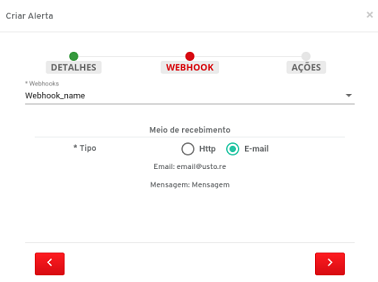 Criar Alerta
×
DETALHES
WEBHOOK
AÇÕES
* Webhooks
Webhook_name
Meio de recebimento
* Tipo
Http
E-mail
Email: email@usto.re
Mensagem: Mensagem